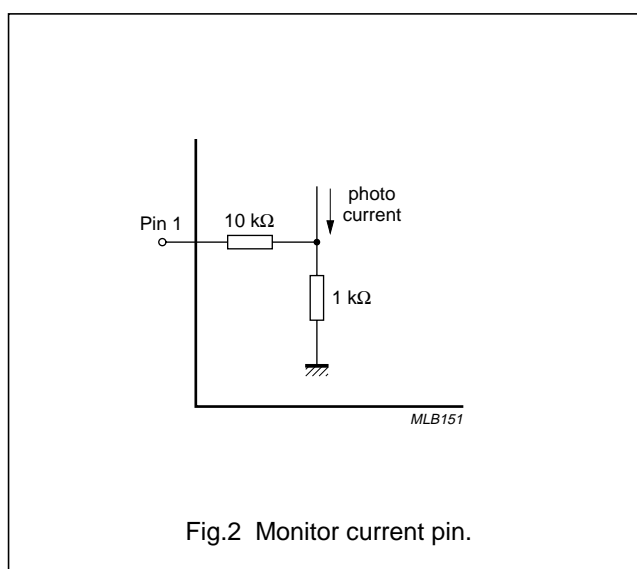 photo
current
Pin 1
10 kΩ
1 kΩ
MLB151
Fig.2 Monitor current pin.